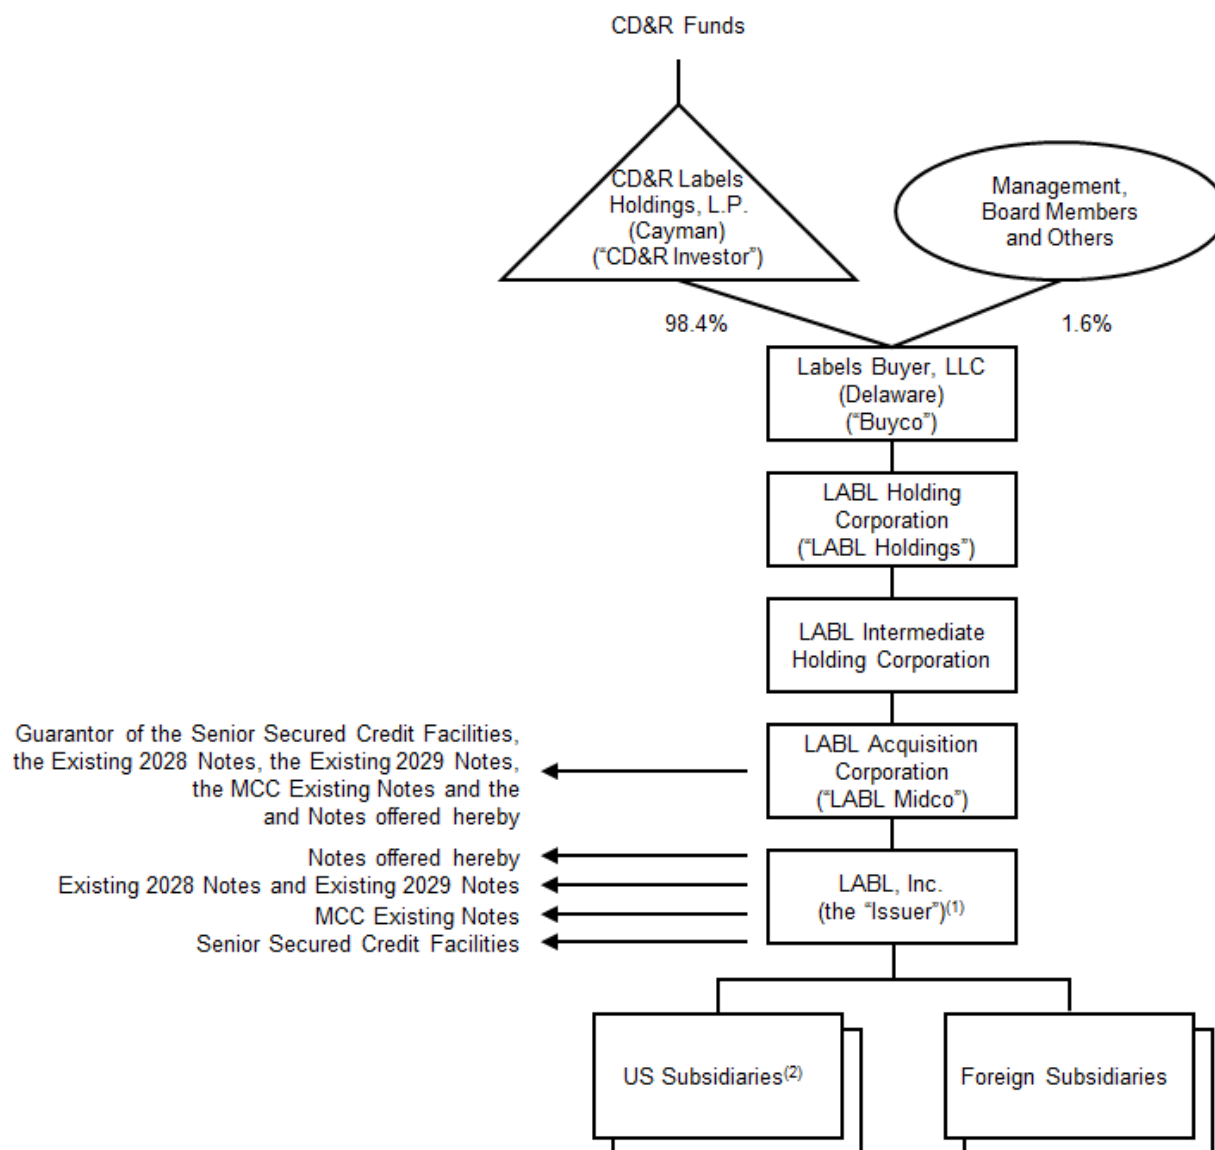 CD&R Funds
CD&R Labels
Holdings, L.P.
(Cayman)
(“CD&R Investor”)
Management,
Board Members
and Others
98.4%
1.6%
Labels Buyer, LLC
(Delaware)
(“Buyco”)
LABL Holding
Corporation
(“LABL Holdings”)
LABL Intermediate
Holding Corporation
Guarantor of the Senior Secured Credit Facilities,
the Existing 2028 Notes, the Existing 2029 Notes,
the MCC Existing Notes and the
and Notes offered hereby
LABL Acquisition
Corporation
(“LABL Midco”)
Notes offered hereby
Existing 2028 Notes and Existing 2029 Notes
MCC Existing Notes
Senior Secured Credit Facilities
LABL, Inc.
(the “Issuer”)(1)
US Subsidiaries(2)
Foreign Subsidiaries